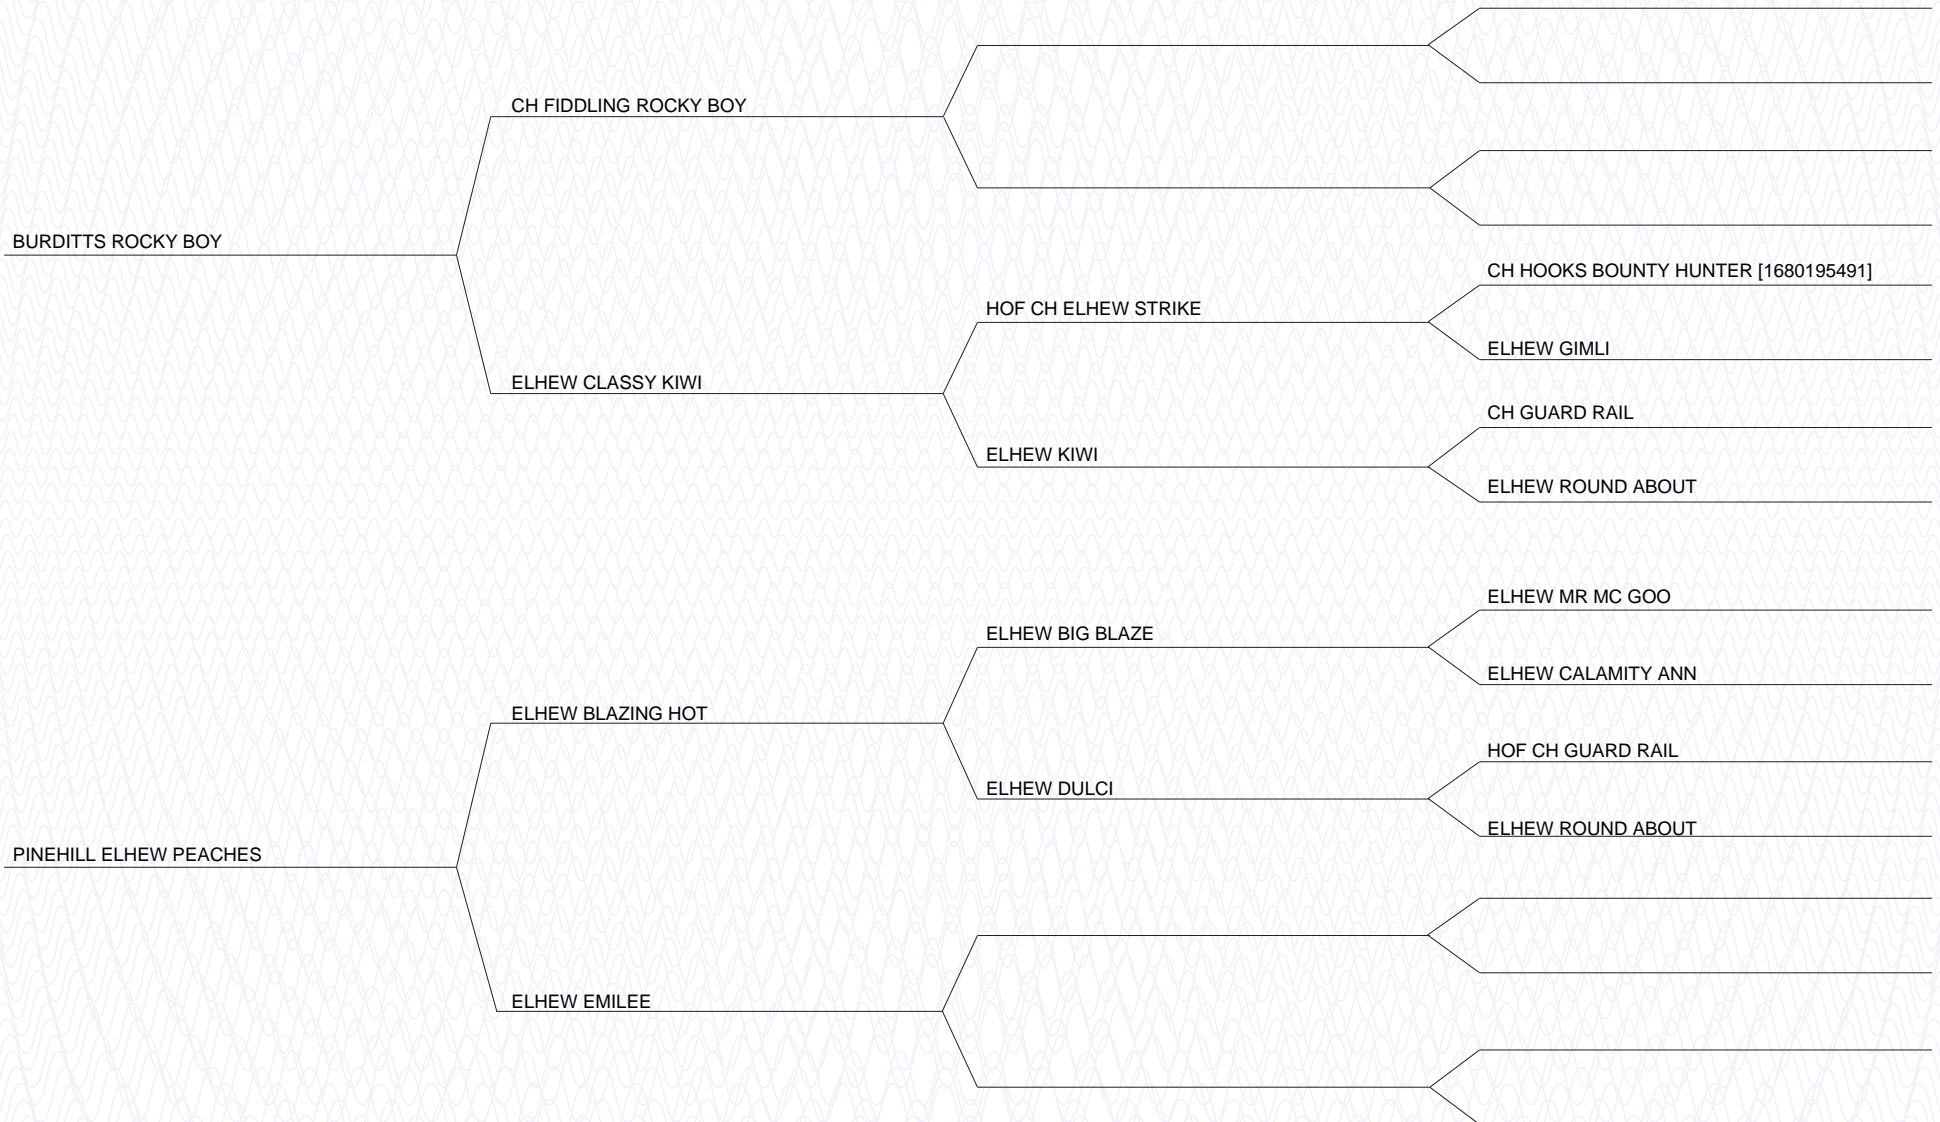 CH FIDDLING ROCKY BOY
BURDITTS ROCKY BOY
CH HOOKS BOUNTY HUNTER [1680195491]
HOF CH ELHEW STRIKE
ELHEW GIMLI
ELHEW CLASSY KIWI
CH GUARD RAIL
ELHEW KIWI
ELHEW ROUND ABOUT
ELHEW MR MC GOO
ELHEW BIG BLAZE
ELHEW CALAMITY ANN
ELHEW BLAZING HOT
HOF CH GUARD RAIL
ELHEW DULCI
ELHEW ROUND ABOUT
PINEHILL ELHEW PEACHES
ELHEW EMILEE